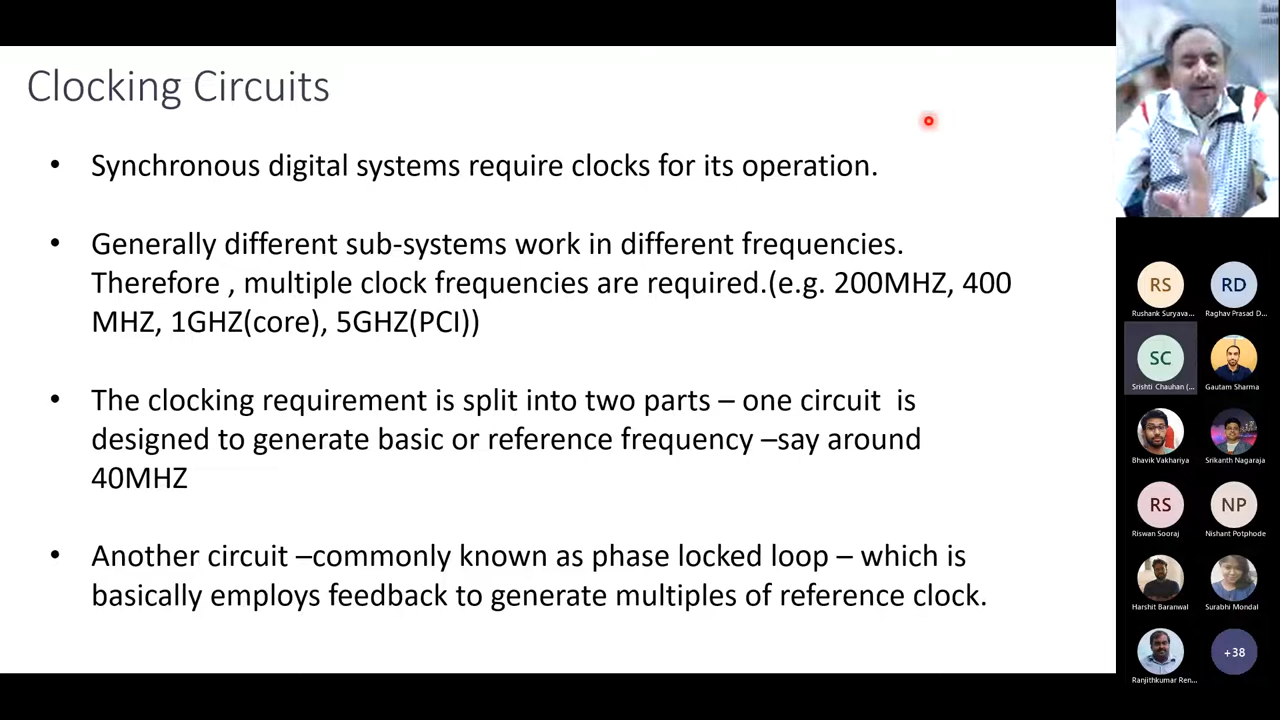 Clocking Circuits
• Synchronous digital systems require clocks for its operation.
• Generally different sub-systems work in different frequencies.
Therefore , multiple clock frequencies are required.(e.g. 200MHZ, 400
MHZ, 1GHZ(core), 5GHZ(PCI))
• The clocking requirement is split into two parts – one circuit is
designed to generate basic or reference frequency –say around
40MHZ
• Another circuit –commonly known as phase locked loop – which is
basically employs feedback to generate multiples of reference clock.
RS
RD
Rushank Suryava...
Raghav Prasad D...
SC
Srishti Chauhan (...
Gautam Sharma
Bhavik Vakhariya
Srikanth Nagaraja
RS
NP
Riswan Sooraj
Nishant Potphode
Harshit Baranwal
Surabhi Mondal
+38
Ranjithkumar Ren...